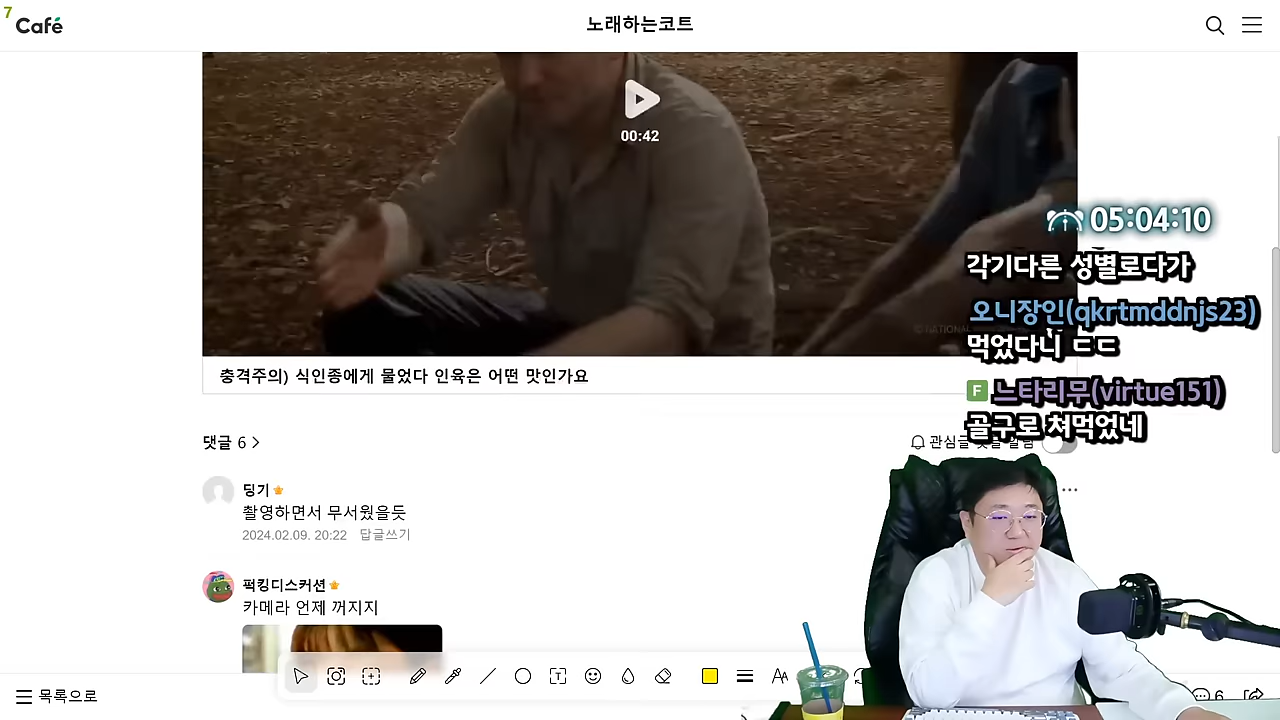 7
Café
노래하는코트
00:42
© NATIONAL
05:04:10
각기다른 성별로다가
오니장인(qkrtmddnjs23)
먹었다니 ㄷㄷ
충격주의) 식인종에게 물었다 인육은 어떤 맛인가요
F 느타리무(virtue151)
골구로 쳐먹었네
댓글 6
관심글
딩기
촬영하면서 무서웠을듯
2024.02.09. 20:22 답글쓰기
퍽킹디스커션
카메라 언제 꺼지지
T
AA
목록으로
6